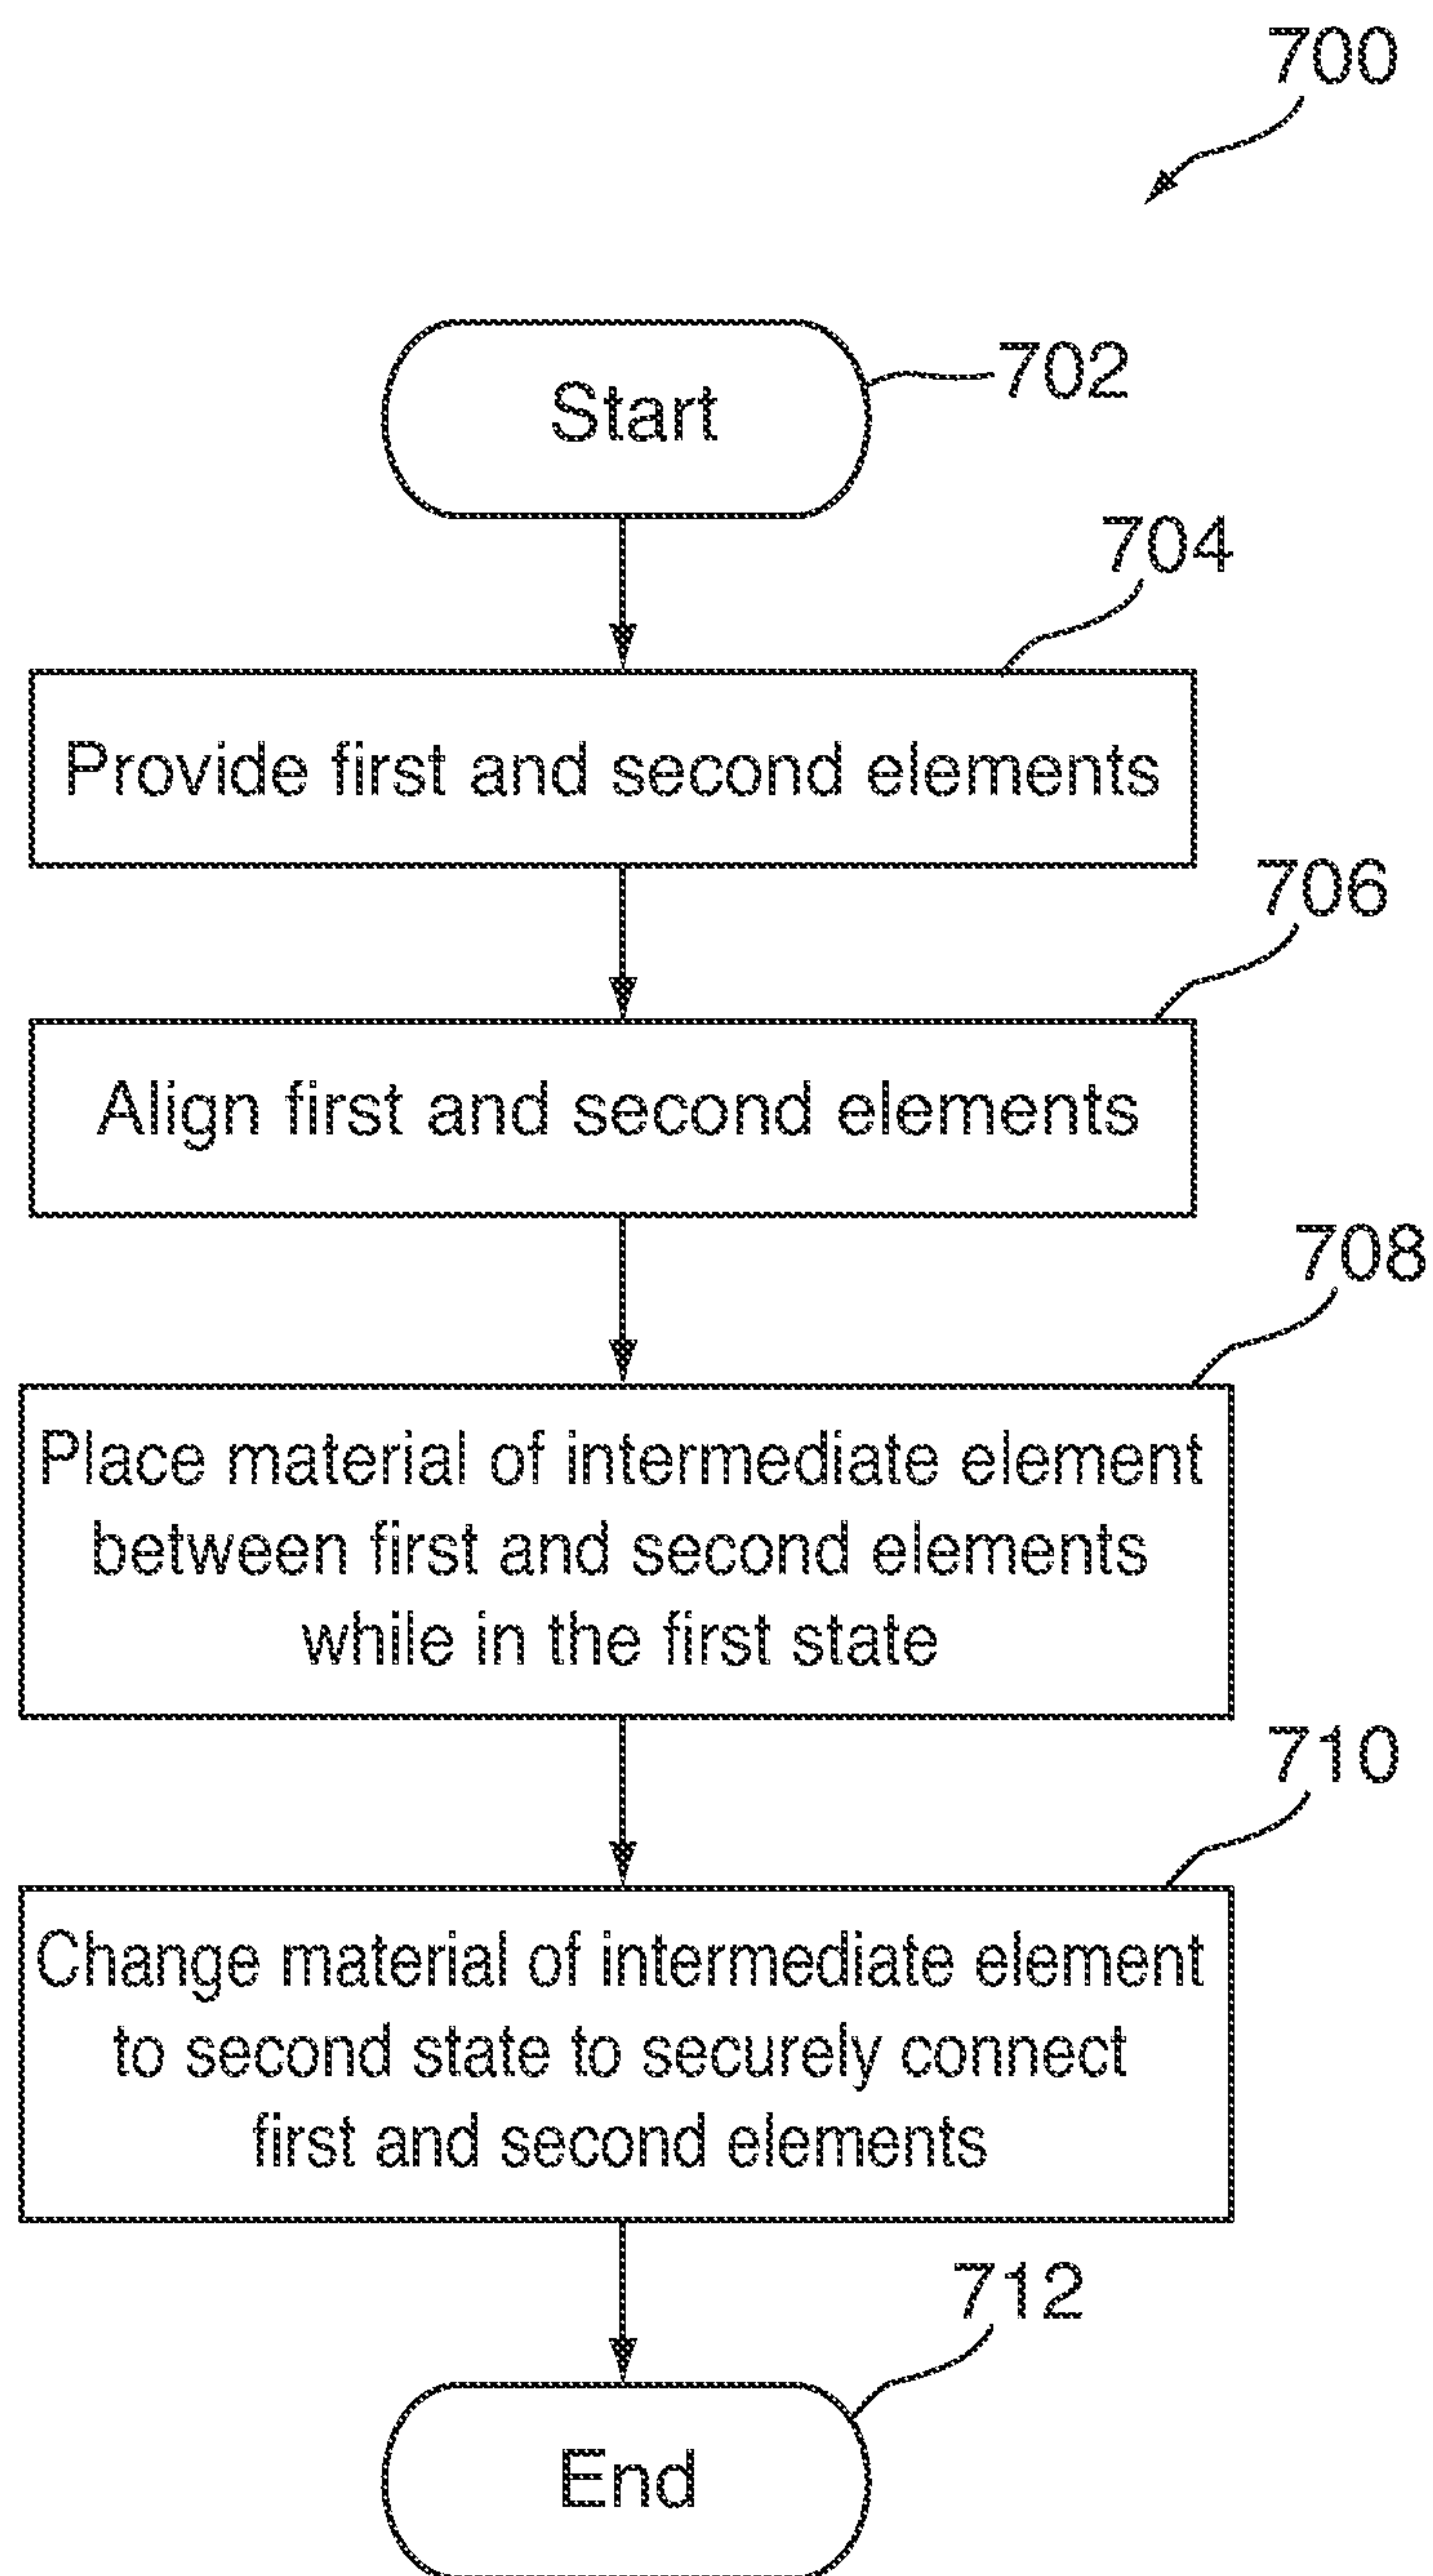 700
Start
702
704
Provide first and second elements
706
Align first and second elements
708
Place material of intermediate element
between first and second elements
while in the first state
710
Change material of intermediate element
to second state to securely connect
first and second elements
712
End